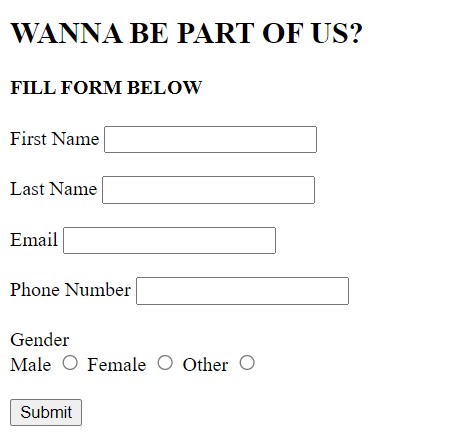 WANNA BE PART OF US?
FILL FORM BELOW
First Name
Last Name
Email
Phone Number
Gender
Male Female Other
Submit